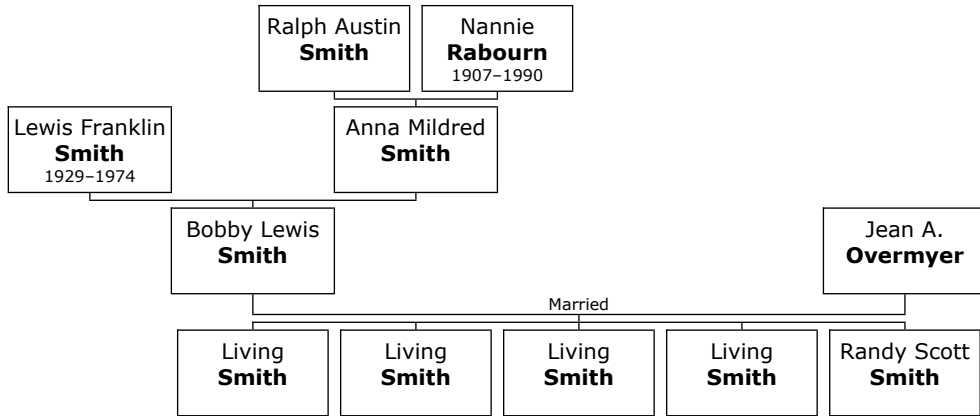 Ralph Austin
Smith
Nannie
Rabourn
1907–1990
Lewis Franklin
Smith
1929–1974
Anna Mildred
Smith
Bobby Lewis
Smith
Jean A.
Overmyer
Married
Living
Smith
Living
Smith
Living
Smith
Living
Smith
Randy Scott
Smith